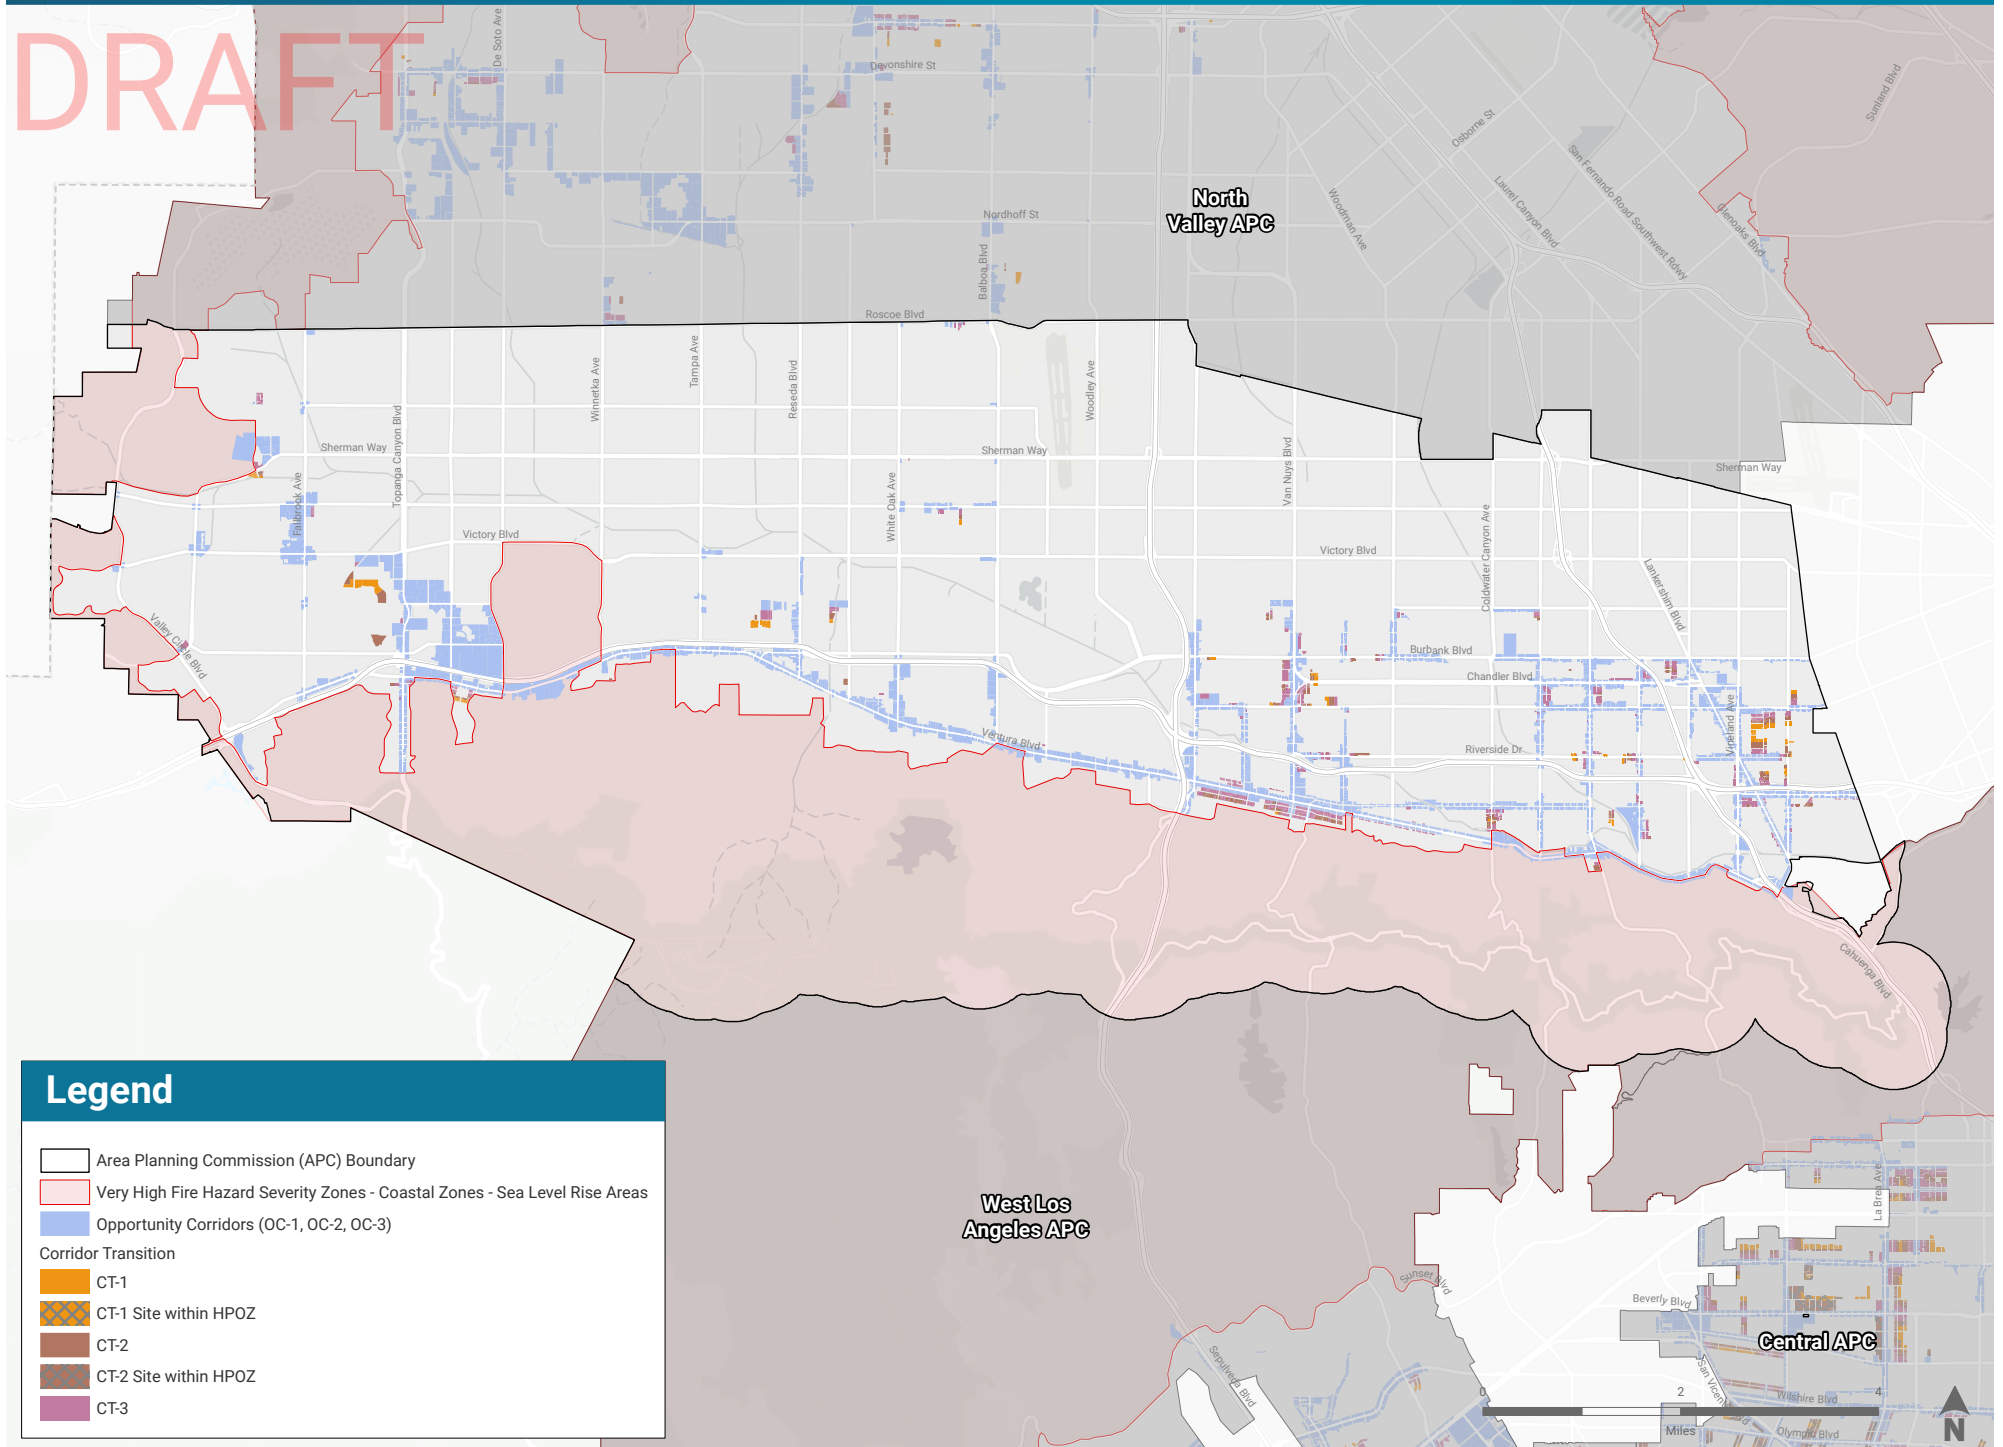 DRAFT
De Soto Ave
Devonshire St
Sunland Blvd
Osborne St
San Fernando Road Southwest Rdwy
Laurel Canyon Blvd
Woodman Ave
North
Valley APC
Glenoaks Blvd
Nordhoff St
Balboa Blvd
Roscoe Blvd
Winnetka Ave
Tampa Ave
Reseda Blvd
Woodley Ave
Topanga Canyon Blvd
Sherman Way
Sherman Way
Van Nuys Blvd
Sherman Way
Fallbrook Ave
White Oak Ave
Coldwater Canyon Ave
Victory Blvd
Victory Blvd
Lankershim Blvd
Valley Circle Blvd
Burbank Blvd
Chandler Blvd
Vineland Ave
Ventura Blvd
Riverside Dr
Cahuenga Blvd
West Los
Angeles APC
La Brea Ave
Sunset Blvd
Beverly Blvd
Central APC
Sepulveda Blvd
San Vicente Blvd
Wilshire Blvd
Olympic Blvd
0 2 4
Miles
N
Legend
Area Planning Commission (APC) Boundary
Very High Fire Hazard Severity Zones - Coastal Zones - Sea Level Rise Areas
Opportunity Corridors (OC-1, OC-2, OC-3)
Corridor Transition
CT-1
CT-1 Site within HPOZ
CT-2
CT-2 Site within HPOZ
CT-3